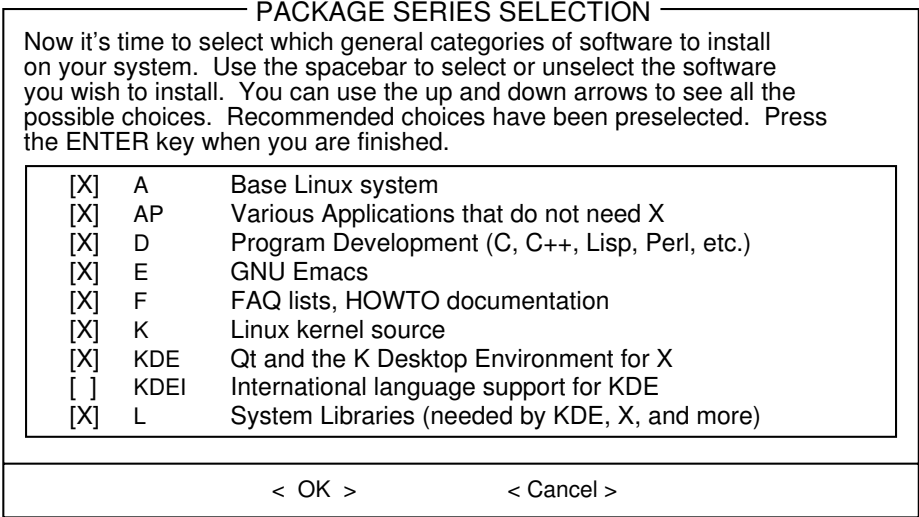 PACKAGE SERIES SELECTION
Now it's time to select which general categories of software to install
on your system.  Use the spacebar to select or unselect the software
you wish to install.  You can use the up and down arrows to see all the
possible choices.  Recommended choices have been preselected.  Press
the ENTER key when you are finished.
[X] A Base Linux system
[X] AP Various Applications that do not need X
[X] D Program Development (C, C++, Lisp, Perl, etc.)
[X] E GNU Emacs
[X] F FAQ lists, HOWTO documentation
[X] K Linux kernel source
[X] KDE Qt and the K Desktop Environment for X
[ ] KDEI International language support for KDE
[X] L System Libraries (needed by KDE, X, and more)
< OK > < Cancel >